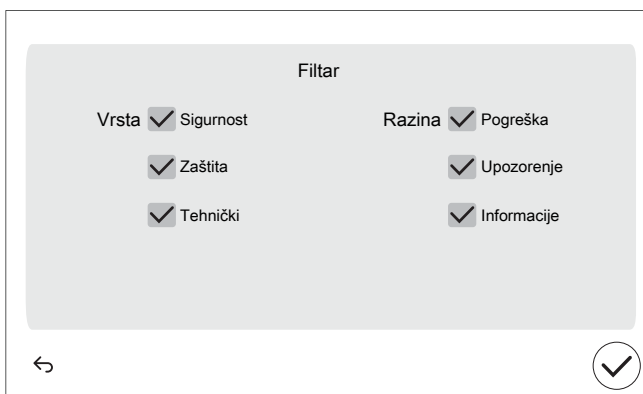 Filtar
Vrsta Sigurnost
Zaštita
Tehnički
Razina Pogreška
Upozorenje
Informacije